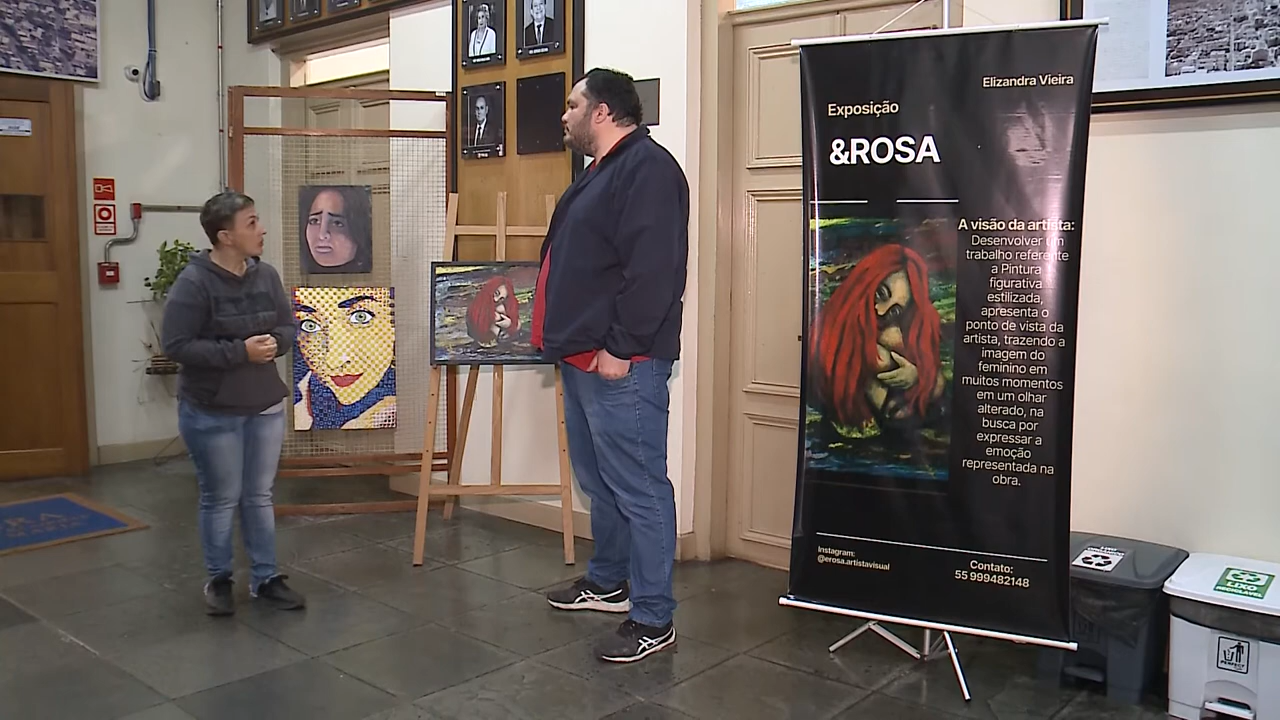 Elizandra Vieira
Exposição
&ROSA
A visão da artista:
Desenvolver um
trabalho referente
a Pintura
figurativa
estilizada,
apresenta o
ponto de vista da
artista, trazendo a
imagem do
feminino em
muitos momentos
em um olhar
alterado, na
busca por
expressar a
emoção
representada na
obra.
Instagram:
@erosa.artistavisual
Contato:
55 999482148
LIXO
PERFECT